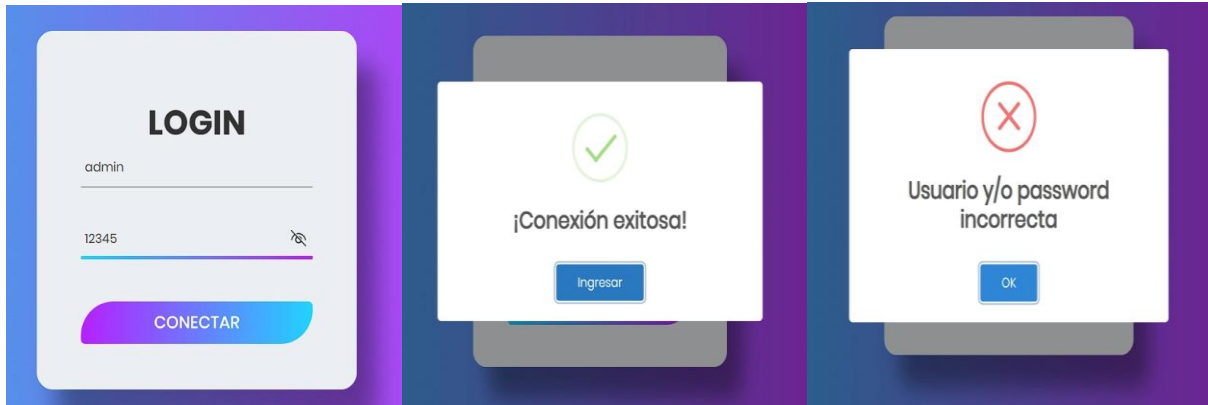 LOGIN
admin
12345
CONECTAR
¡Conexión exitosa!
Ingresar
Usuario y/o password
incorrecta
OK